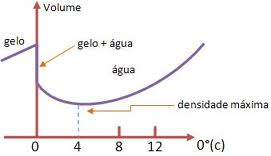 Volume
gelo
gelo + água
água
densidade máxima
0 4 8 12 0°(c)